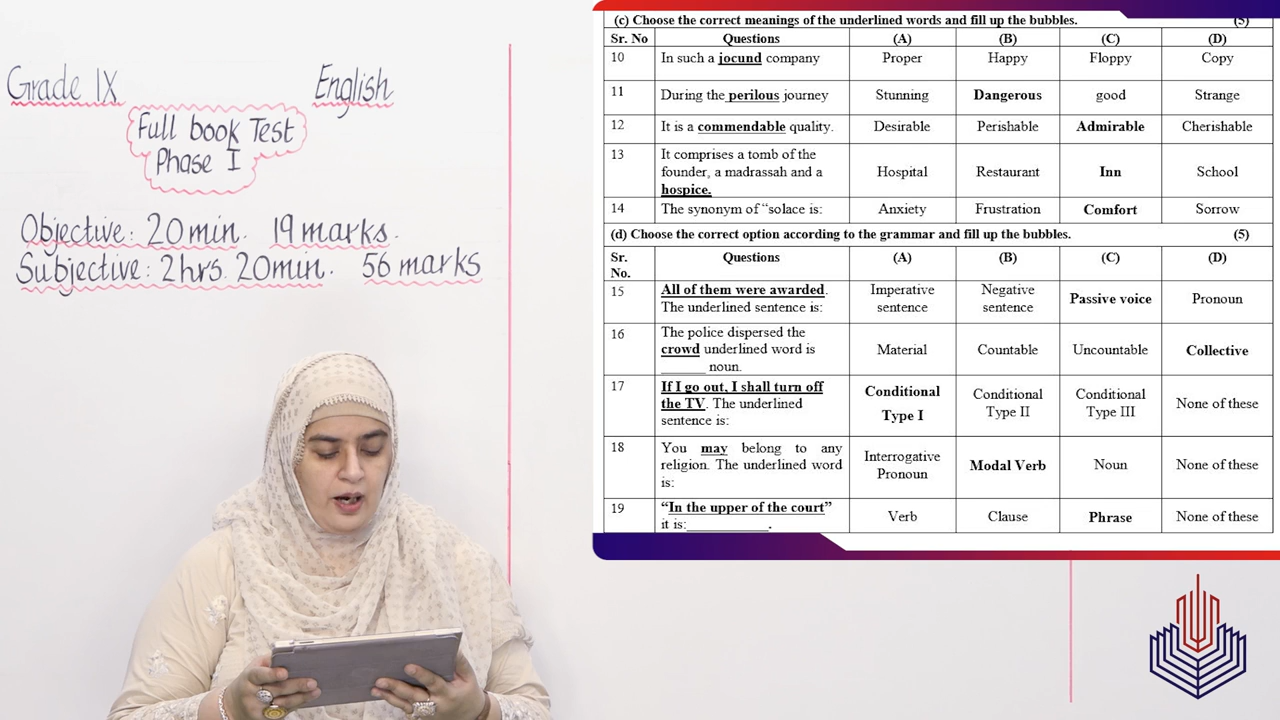 Grade IX
English
Full book Test
Phase I
Objective: 20 min. 19 marks.
Subjective: 2hrs. 20min. 56 marks
(c) Choose the correct meanings of the underlined words and fill up the bubbles. (5)
Sr. No Questions (A) (B) (C) (D)
10 In such a jocund company Proper Happy Floppy Copy
11 During the perilous journey Stunning Dangerous good Strange
12 It is a commendable quality. Desirable Perishable Admirable Cherishable
13 It comprises a tomb of the
founder, a madrassah and a Hospital Restaurant Inn School
hospice.
14 The synonym of “solace is: Anxiety Frustration Comfort Sorrow
(d) Choose the correct option according to the grammar and fill up the bubbles. (5)
Sr. Questions (A) (B) (C) (D)
No.
15 All of them were awarded. Imperative Negative Passive voice Pronoun
The underlined sentence is: sentence sentence
16 The police dispersed the
crowd underlined word is Material Countable Uncountable Collective
______ noun.
17 If I go out, I shall turn off Conditional Conditional Conditional None of these
the TV. The underlined Type I Type II Type III
sentence is:
18 You may belong to any Interrogative Modal Verb Noun None of these
religion. The underlined word Pronoun
is:
19 “In the upper of the court” Verb Clause Phrase None of these
it is:___________.